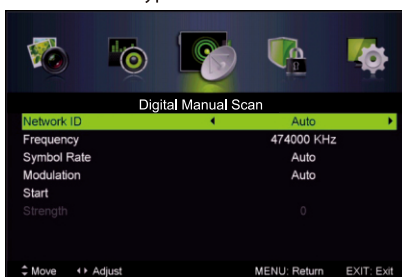 Digital Manual Scan
Network ID Auto
Frequency 474000 KHz
Symbol Rate Auto
Modulation Auto
Start
Strength 0
Move Adjust MENU: Return EXIT: Exit